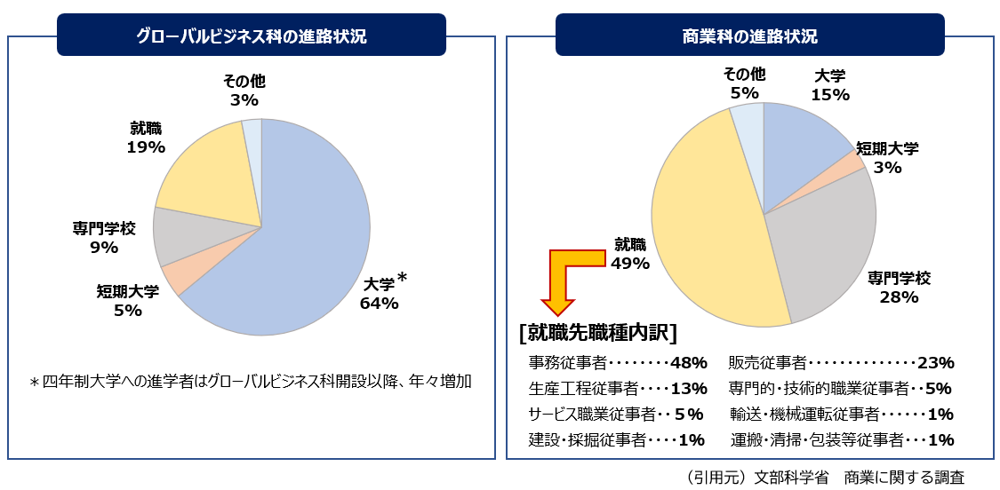 グローバルビジネス科の進路状況
その他
3%
就職
19%
専門学校
9%
短期大学
5%
大学*
64%
＊四年制大学への進学者はグローバルビジネス科開設以降、年々増加
商業科の進路状況
その他
5%
大学
15%
短期大学
3%
就職
49%
専門学校
28%
[就職先職種内訳]
事務従事者････････48% 販売従事者･･････････････23%
生産工程従事者････13% 専門的･技術的職業従事者･･5%
サービス職業従事者･･5% 輸送･機械運転従事者･･････1%
建設･採掘従事者････1% 運搬･清掃･包装等従事者･･･1%
（引用元）文部科学省　商業に関する調査